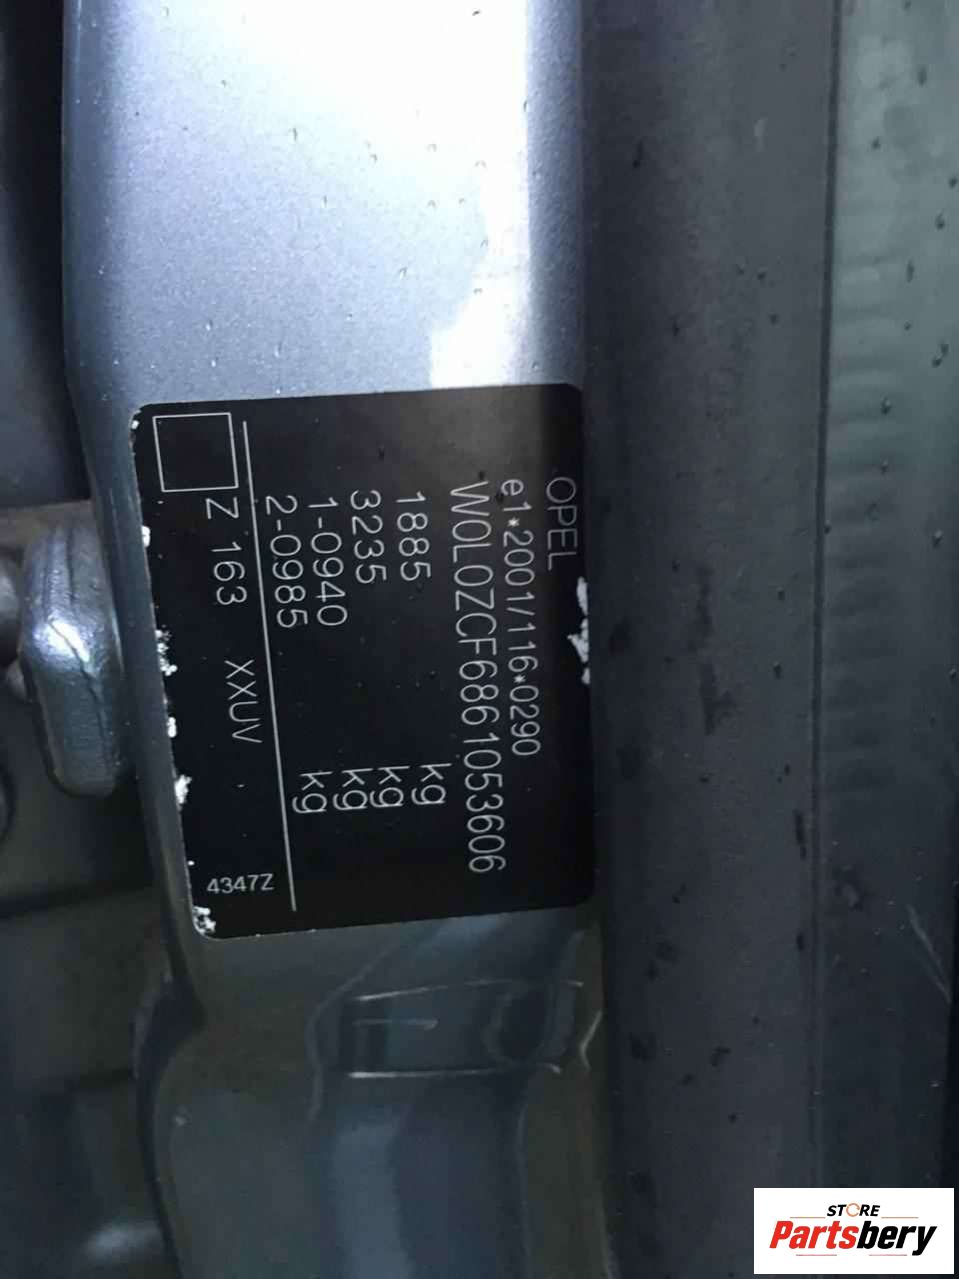 OPEL
e1*2001/116*0290
W0L0ZCF6861053606
1885 kg
3235 kg
1-0940 kg
2-0985 kg
Z 163 XXUV
4347Z
STORE
Partsbery